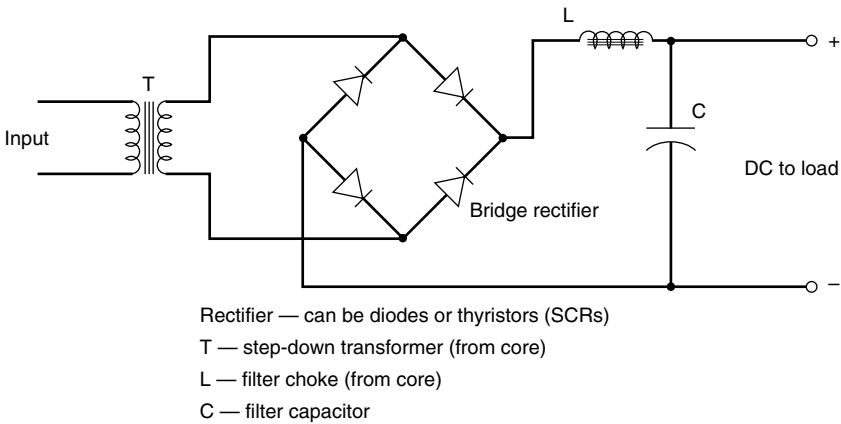 L
+
T
C
Input
DC to load
Bridge rectifier
–
Rectifier — can be diodes or thyristors (SCRs)
T — step-down transformer (from core)
L — filter choke (from core)
C — filter capacitor